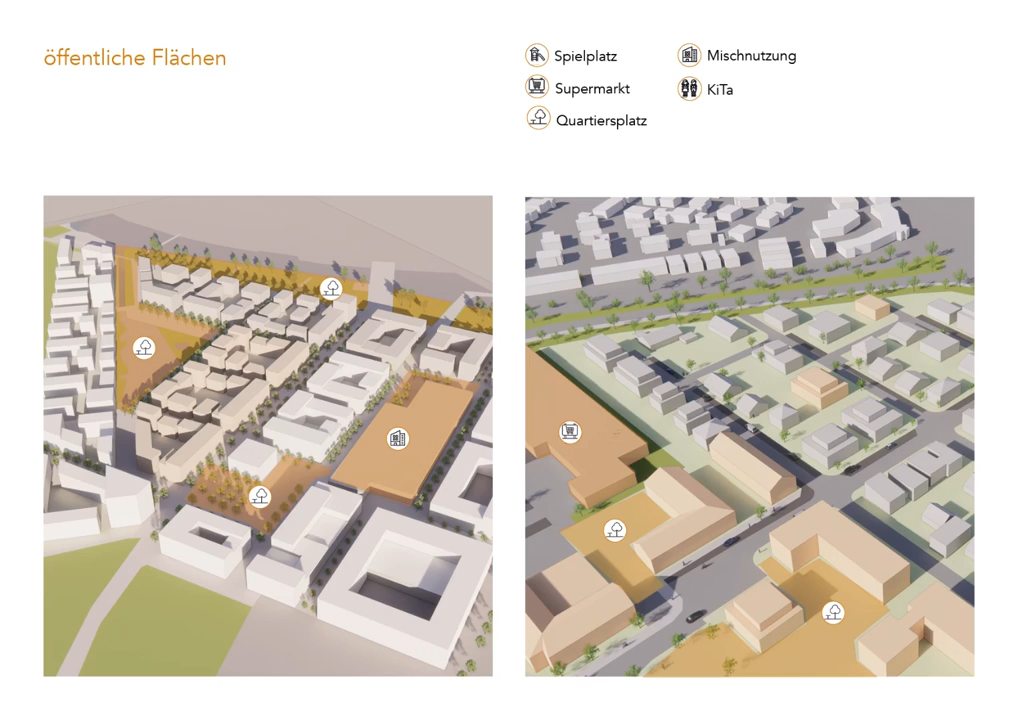 öffentliche Flächen
Spielplatz
Supermarkt
Quartiersplatz
Mischnutzung
KiTa